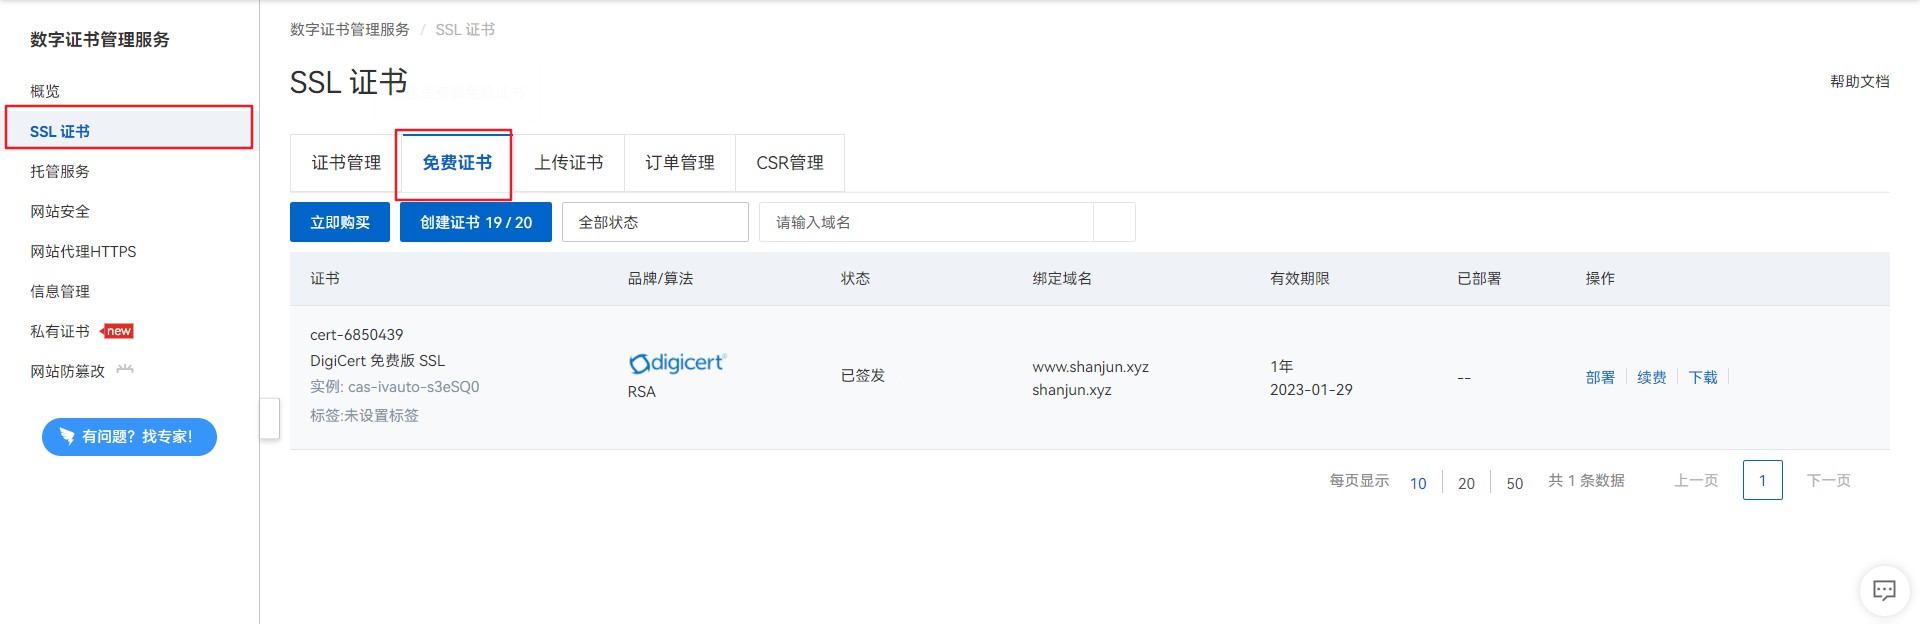 数字证书管理服务
概览
SSL 证书
托管服务
网站安全
网站代理HTTPS
信息管理
私有证书 new
网站防篡改
有问题？找专家！
数字证书管理服务 / SSL 证书
SSL 证书
帮助文档
证书管理 免费证书 上传证书 订单管理 CSR管理
立即购买 创建证书 19 / 20 全部状态 请输入域名
证书 品牌/算法 状态 绑定域名 有效期限 已部署 操作
cert-6850439
DigiCert 免费版 SSL
实例: cas-ivauto-s3eSQ0
标签:未设置标签
digicert®
RSA
已签发
www.shanjun.xyz
shanjun.xyz
1年
2023-01-29
--
部署 续费 下载
每页显示 10 20 50 共 1 条数据 上一页 1 下一页